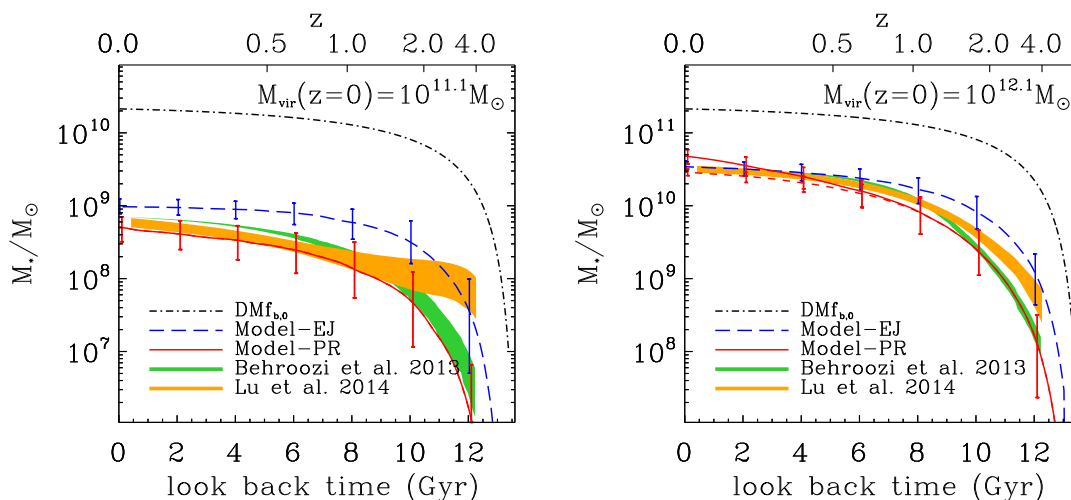 z
0.0 0.5 1.0 2.0 4.0
M_vir(z=0)=10^11.1 M_⊙
M_*/M_⊙
10^10
10^9
10^8
10^7
DMf_b,0
Model-EJ
Model-PR
Behroozi et al. 2013
Lu et al. 2014
0 2 4 6 8 10 12
look back time (Gyr)
z
0.0 0.5 1.0 2.0 4.0
M_vir(z=0)=10^12.1 M_⊙
M_*/M_⊙
10^11
10^10
10^9
10^8
DMf_b,0
Model-EJ
Model-PR
Behroozi et al. 2013
Lu et al. 2014
0 2 4 6 8 10 12
look back time (Gyr)